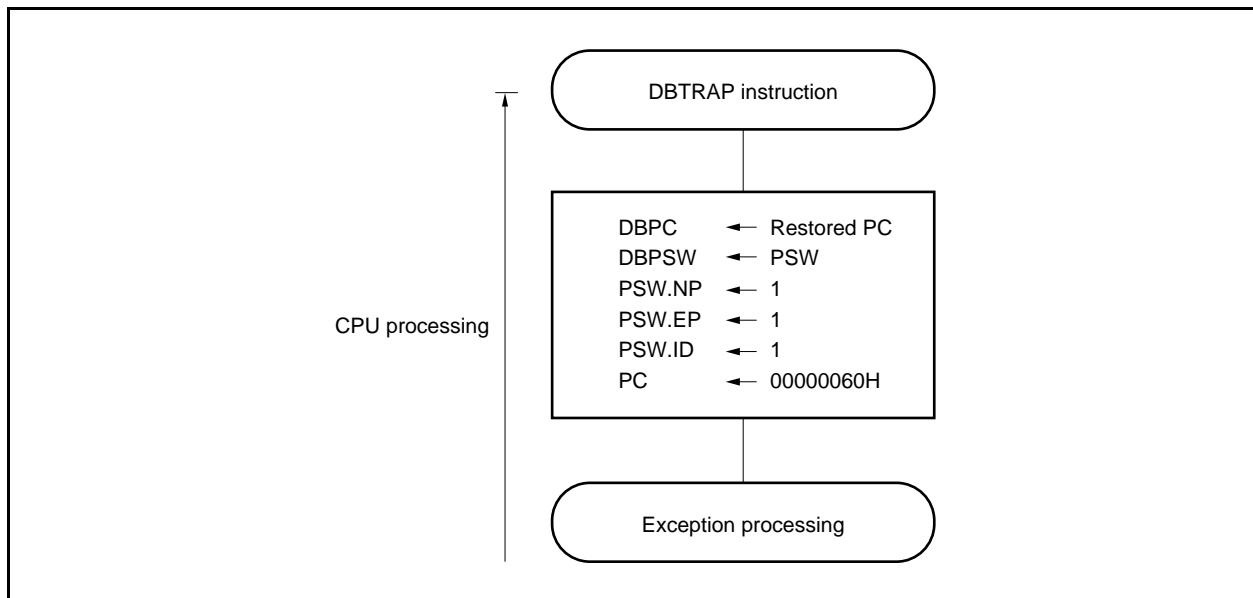 DBTRAP instruction
DBPC ← Restored PC
DBPSW ← PSW
PSW.NP ← 1
PSW.EP ← 1
PSW.ID ← 1
PC ← 00000060H
CPU processing
Exception processing